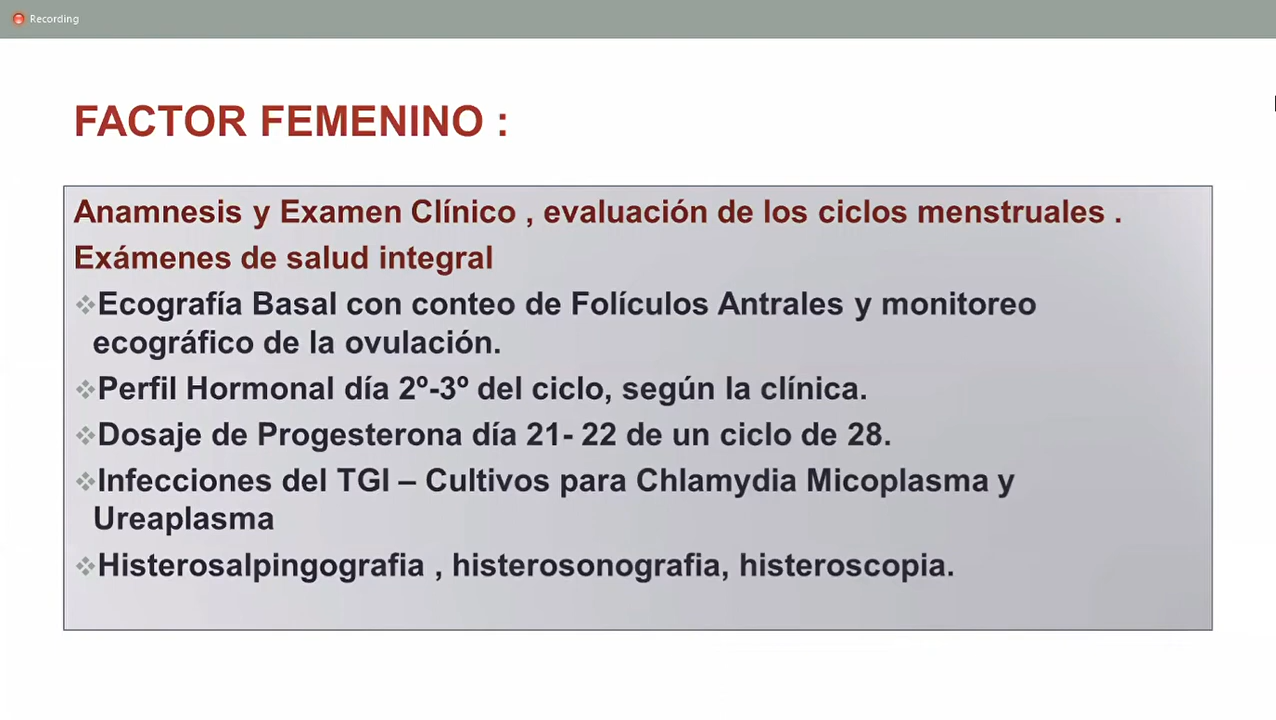 Recording
FACTOR FEMENINO :
Anamnesis y Examen Clínico , evaluación de los ciclos menstruales .
Exámenes de salud integral
❖Ecografía Basal con conteo de Folículos Antrales y monitoreo
ecográfico de la ovulación.
❖Perfil Hormonal día 2º-3º del ciclo, según la clínica.
❖Dosaje de Progesterona día 21- 22 de un ciclo de 28.
❖Infecciones del TGI – Cultivos para Chlamydia Micoplasma y
Ureaplasma
❖Histerosalpingografia , histerosonografia, histeroscopia.